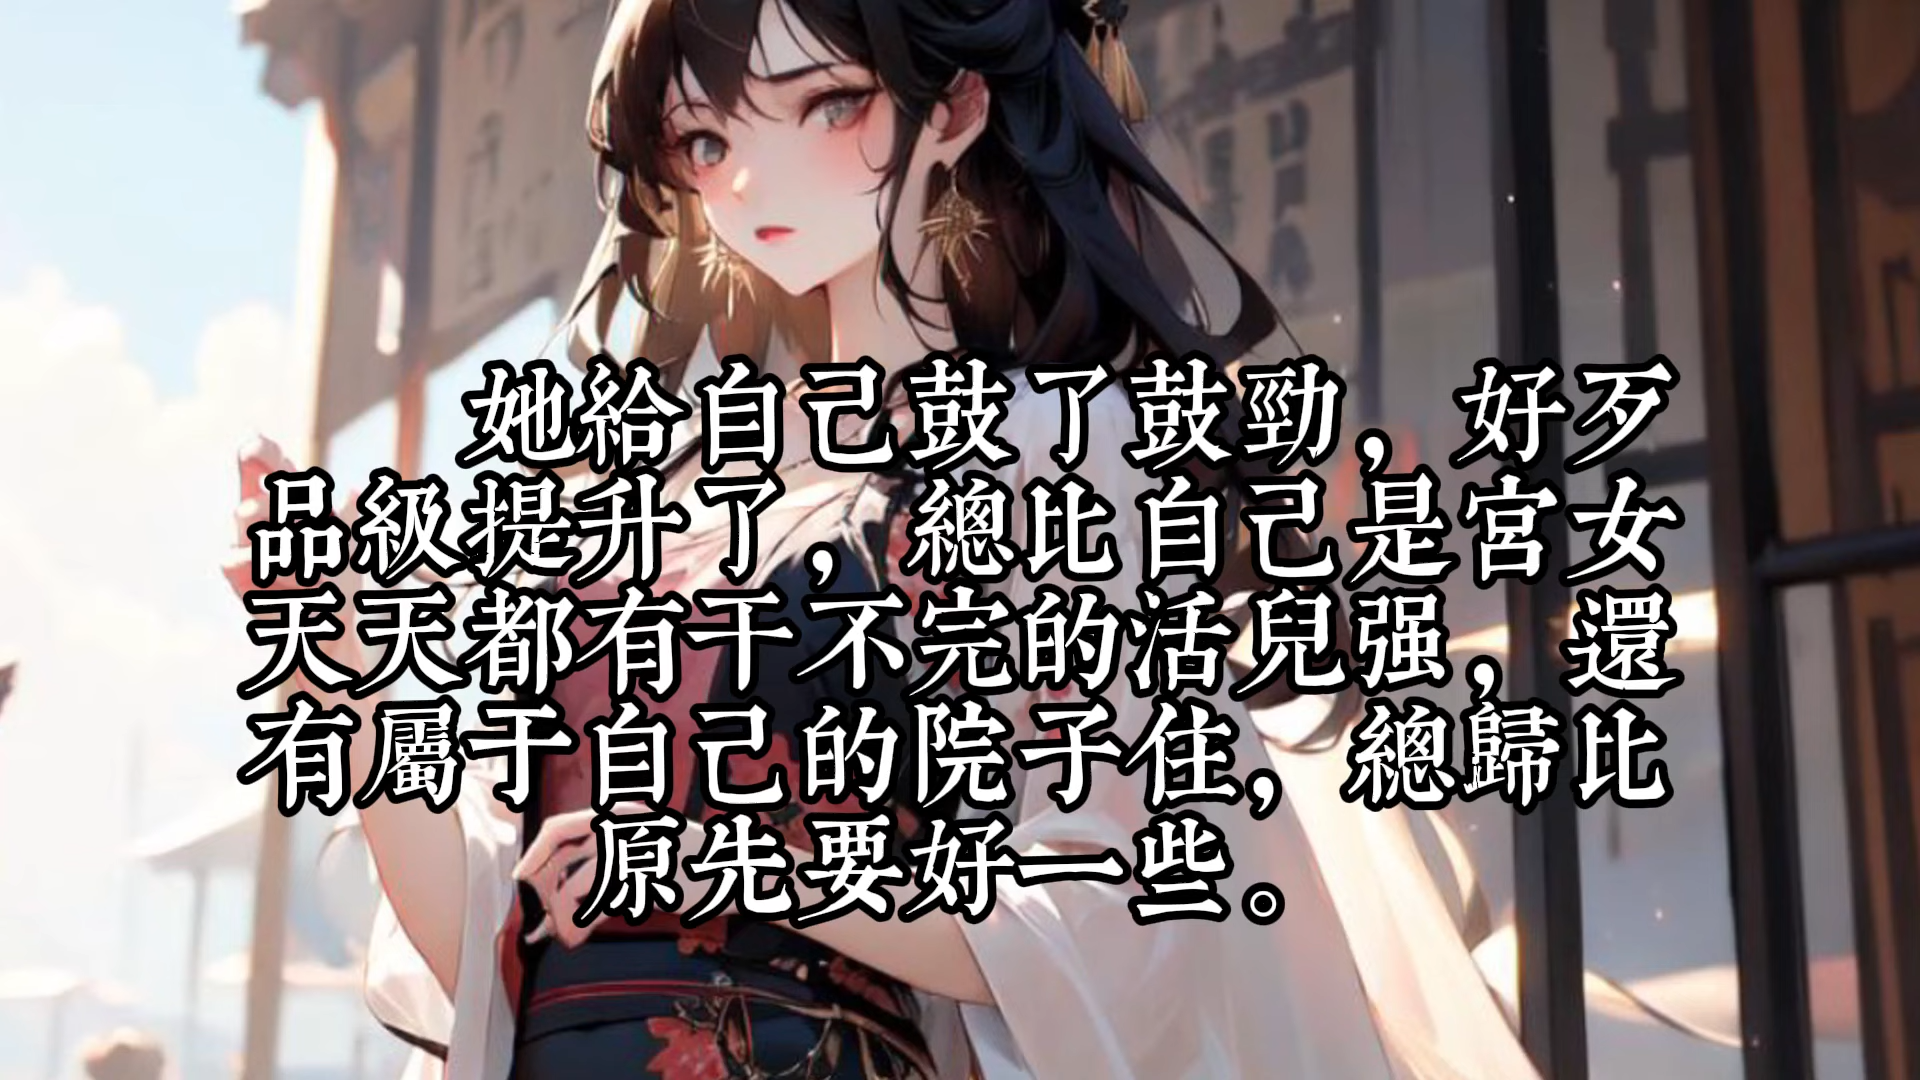 她給自己鼓了鼓勁，好歹
品級提升了，總比自己是宮女
天天都有干不完的活兒强，還
有屬于自己的院子住，總歸比
原先要好一些。